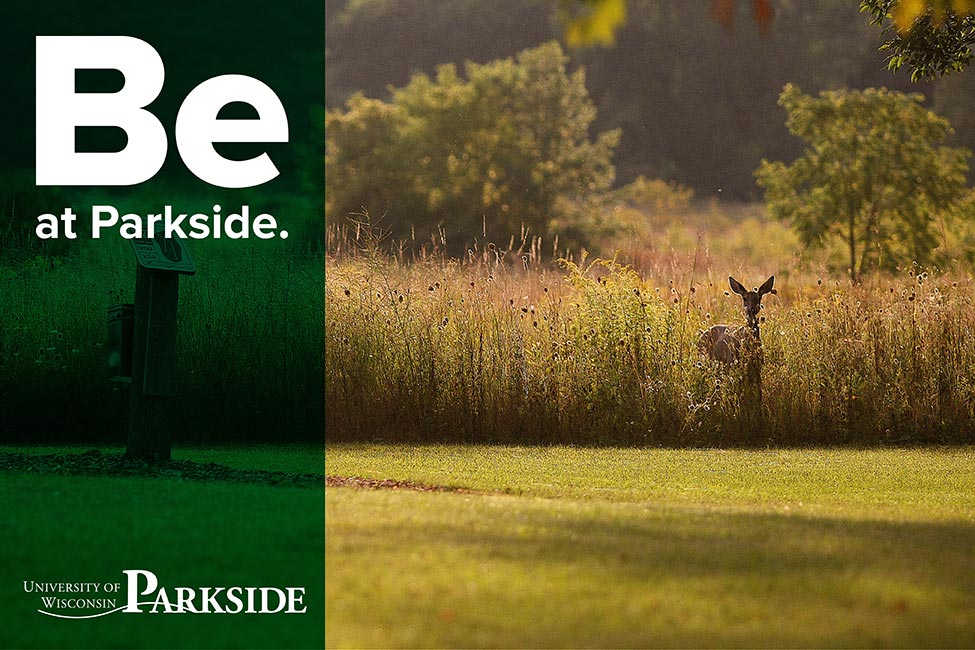 Be
at Parkside.
UNIVERSITY OF
WISCONSIN PARKSIDE